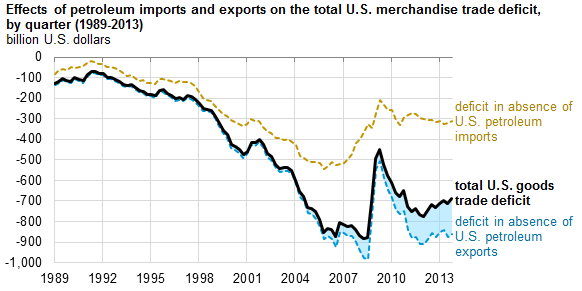 Effects of petroleum imports and exports on the total U.S. merchandise trade deficit,
by quarter (1989-2013)
billion U.S. dollars
0
-100
-200
-300
-400
-500
-600
-700
-800
-900
-1,000
1989 1992 1995 1998 2001 2004 2007 2010 2013
deficit in absence of
U.S. petroleum
imports
total U.S. goods
trade deficit
deficit in absence of
U.S. petroleum
exports